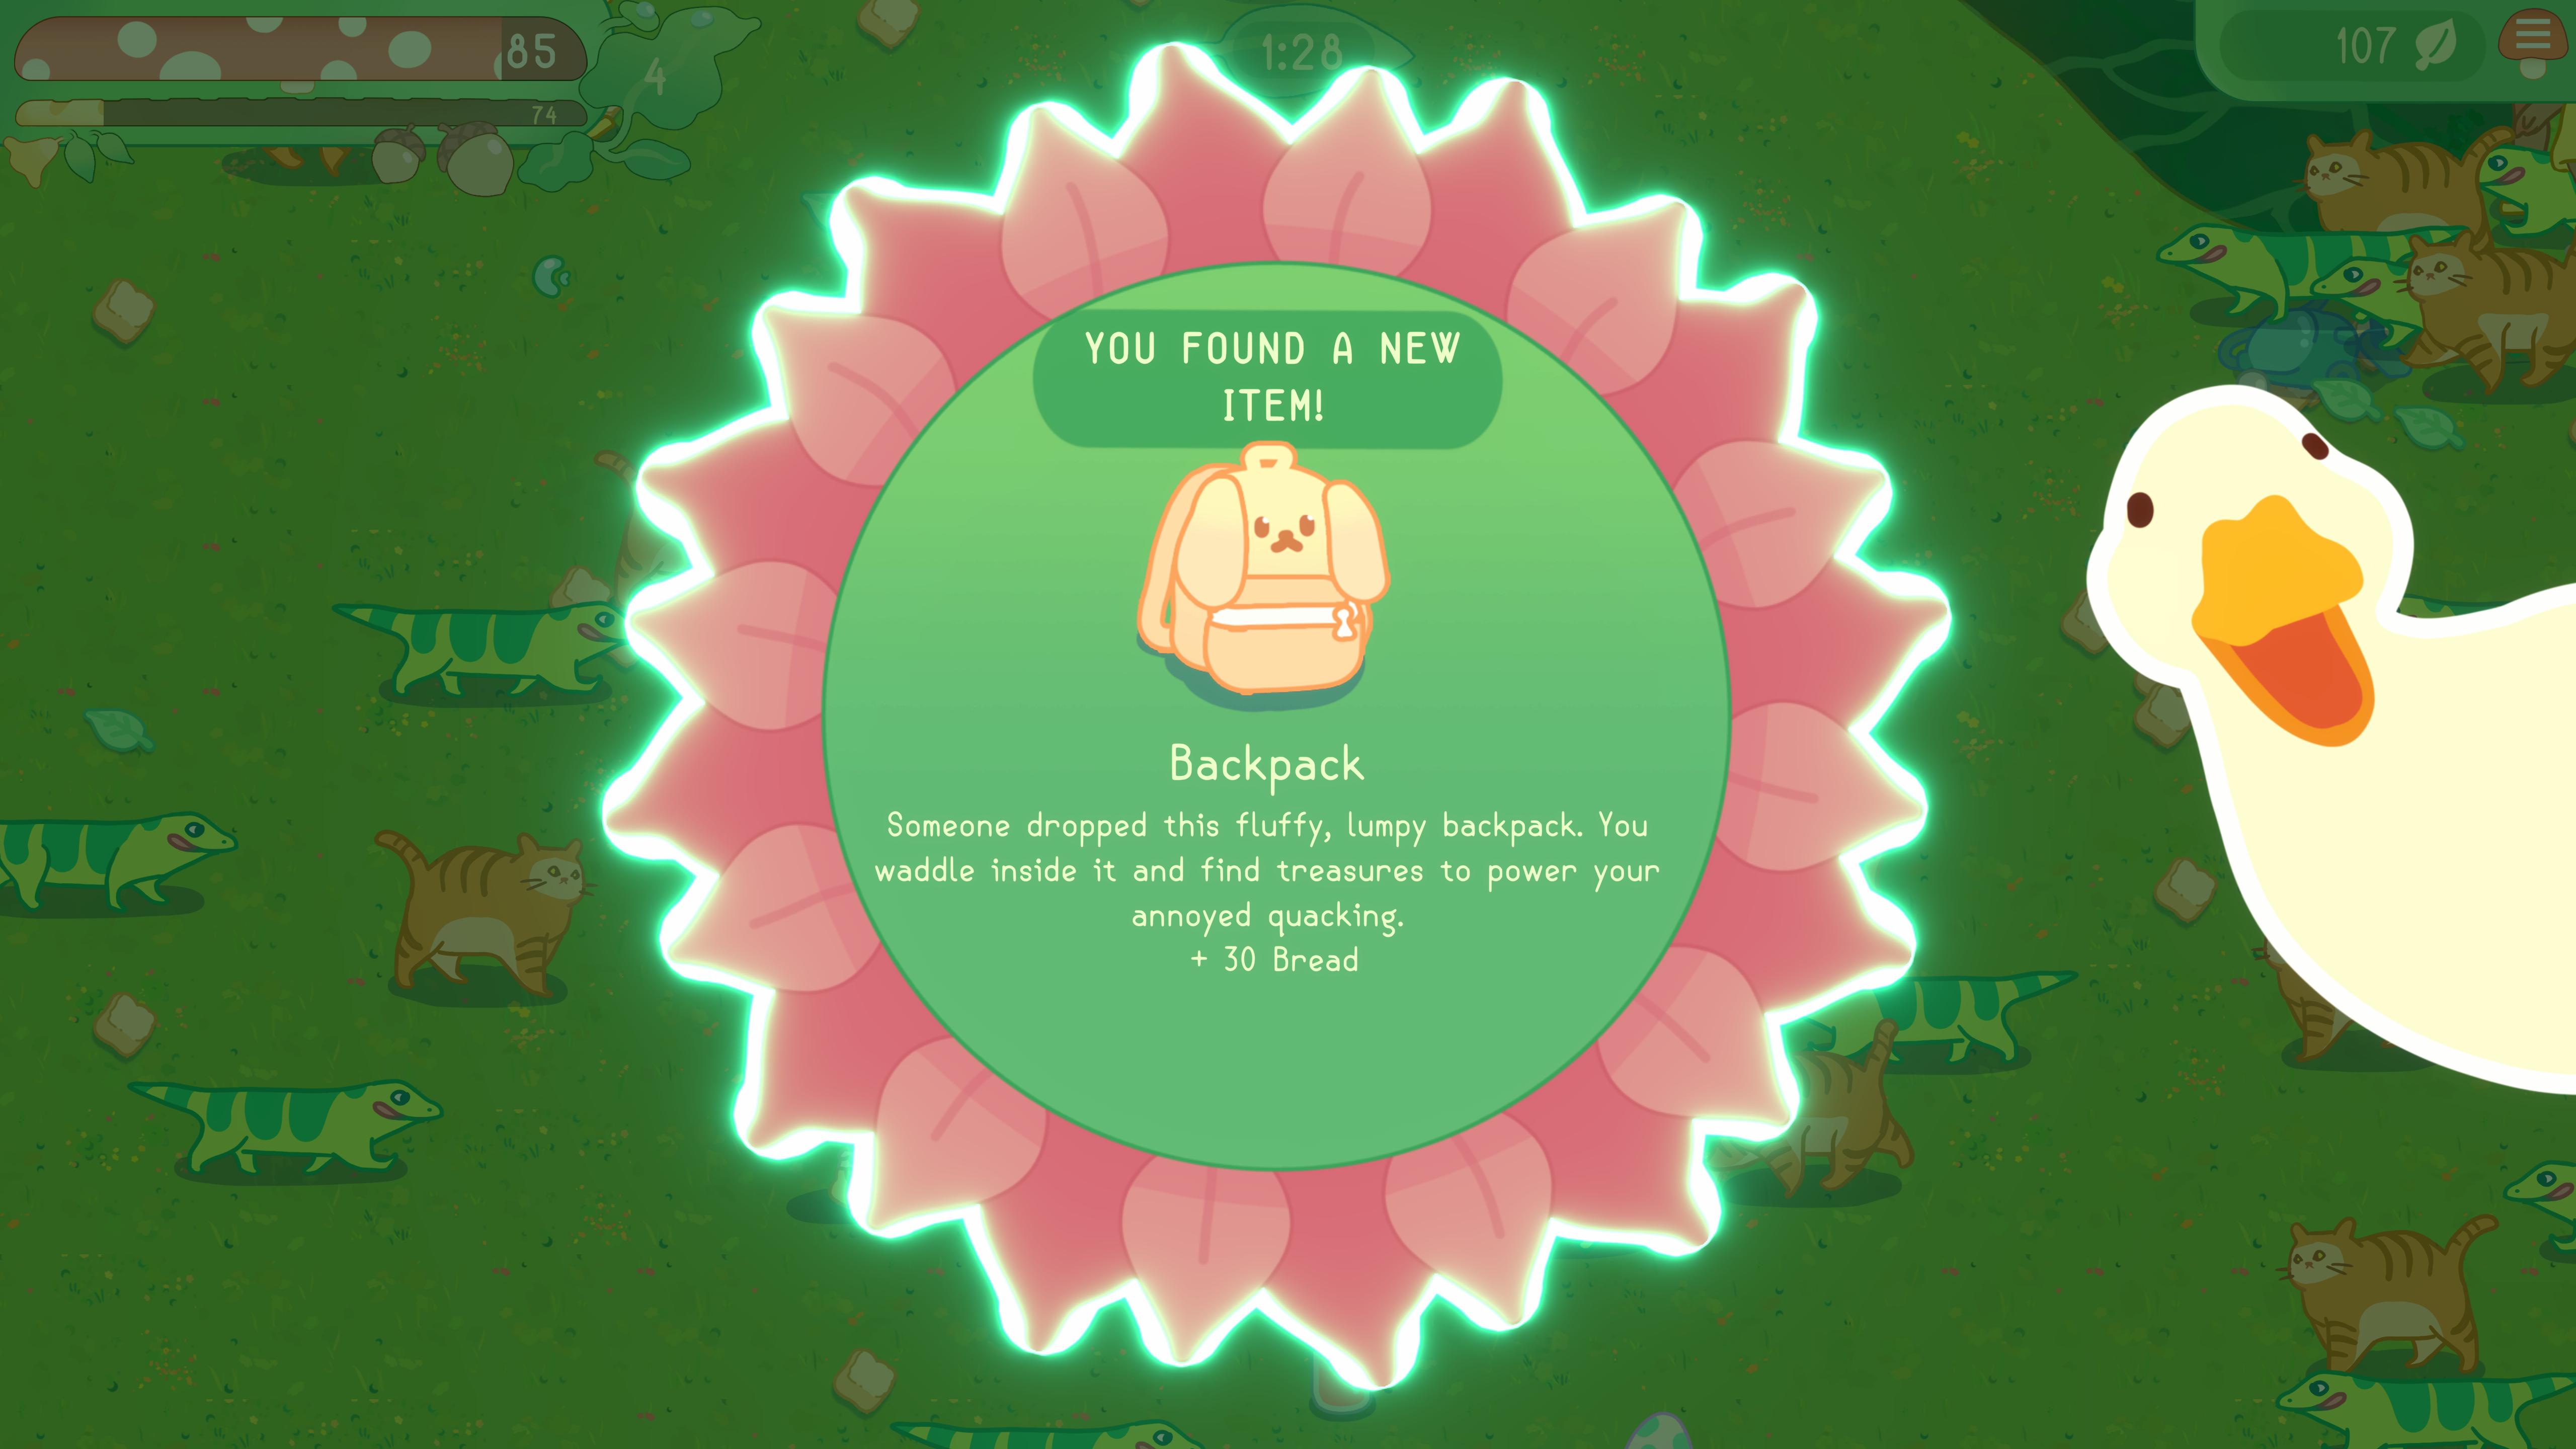 85
4
1:28
107
74
YOU FOUND A NEW
ITEM!
Backpack
Someone dropped this fluffy, lumpy backpack. You
waddle inside it and find treasures to power your
annoyed quacking.
+ 30 Bread